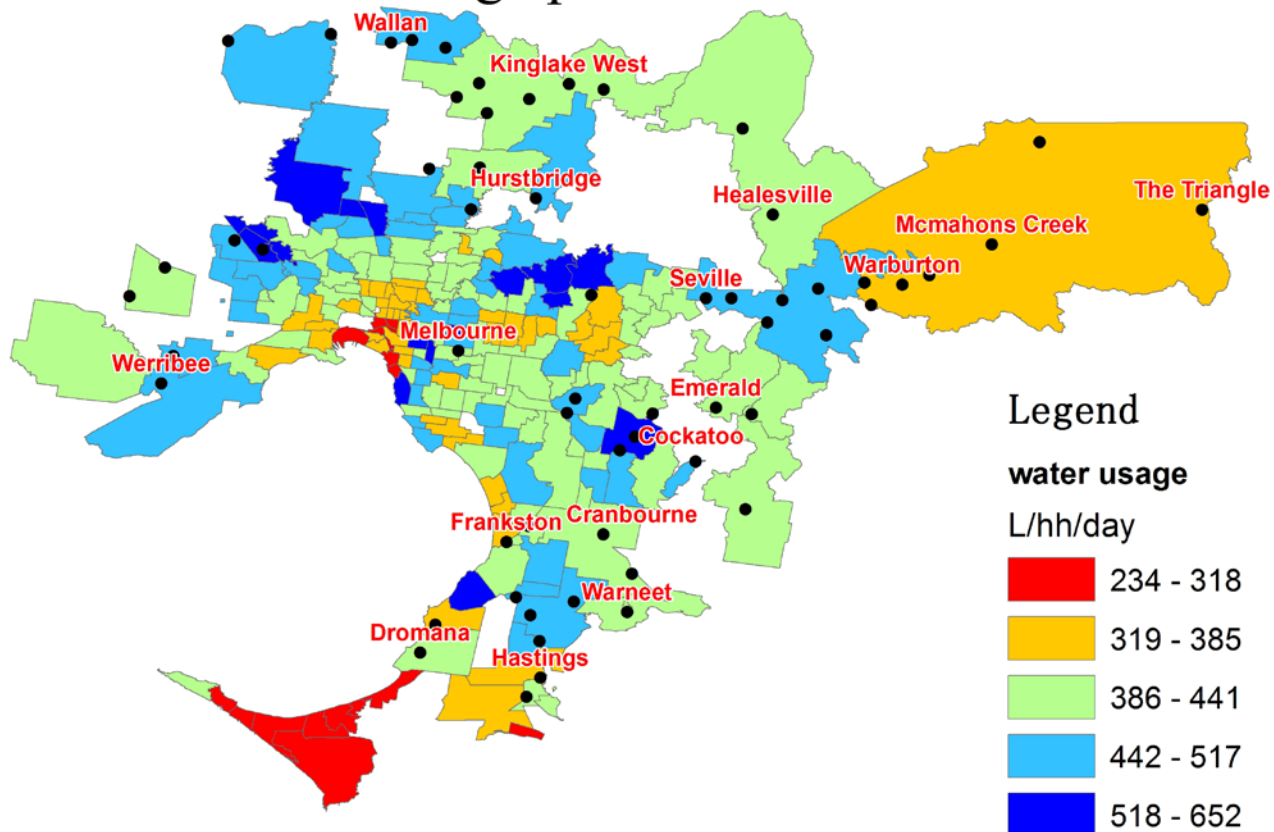 Wallan
Kinglake West
Hurstbridge
Healesville
The Triangle
Mcmahons Creek
Warburton
Seville
Melbourne
Werribee
Emerald
Cockatoo
Cranbourne
Frankston
Warneet
Dromana
Hastings
Legend
water usage
L/hh/day
234 - 318
319 - 385
386 - 441
442 - 517
518 - 652